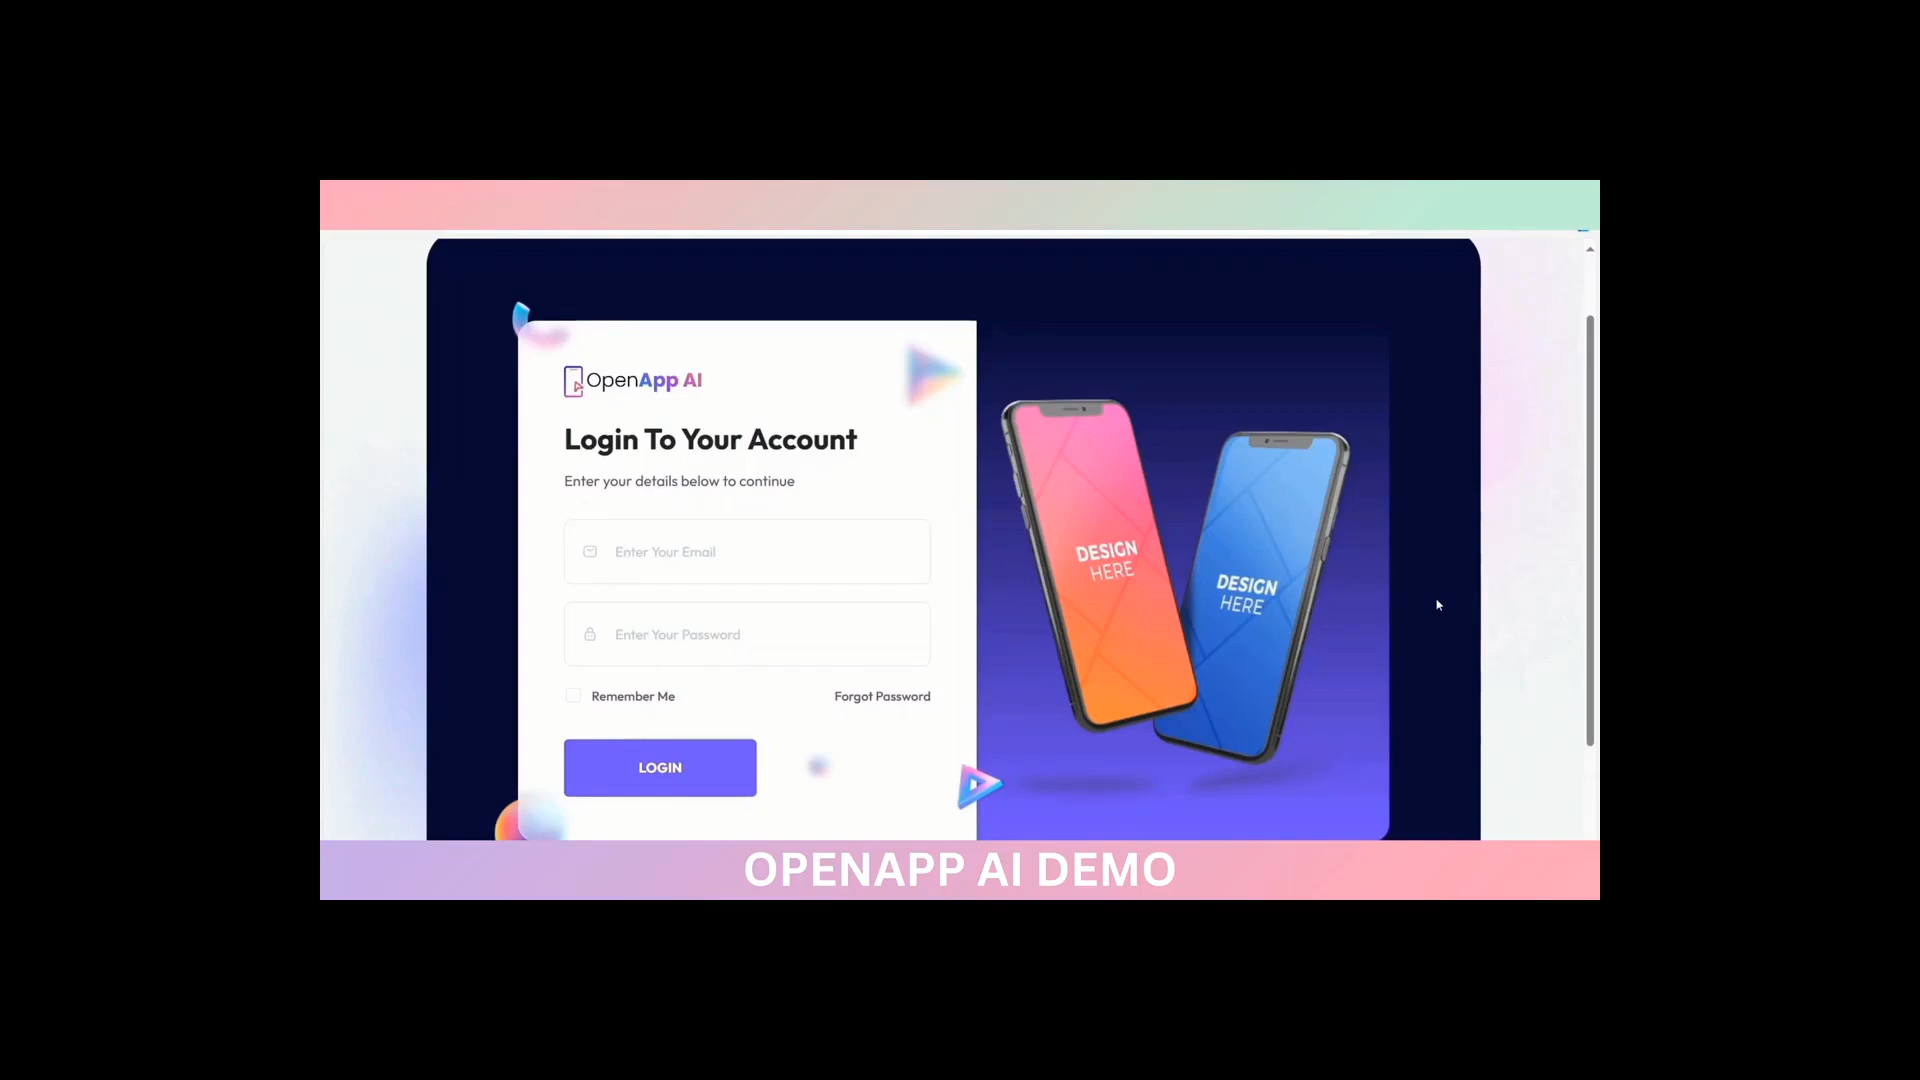 OpenApp AI
Login To Your Account
Enter your details below to continue
Enter Your Email
Enter Your Password
Remember Me
Forgot Password
LOGIN
DESIGN
HERE
DESIGN
HERE
OPENAPP AI DEMO